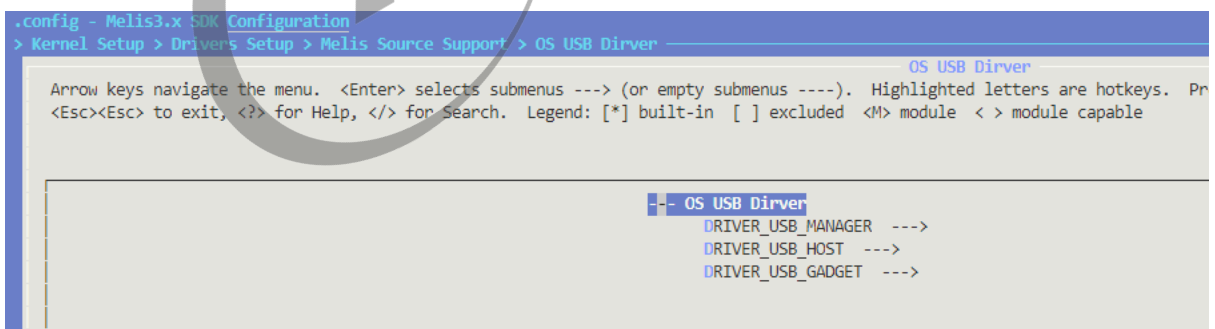 .config - Melis3.x SDK Configuration
> Kernel Setup > Drivers Setup > Melis Source Support > OS USB Dirver
OS USB Dirver
Arrow keys navigate the menu. <Enter> selects submenus ---> (or empty submenus ----). Highlighted letters are hotkeys. Pr
<Esc><Esc> to exit, <?> for Help, </> for Search. Legend: [*] built-in [ ] excluded <M> module < > module capable
--- OS USB Dirver
DRIVER_USB_MANAGER --->
DRIVER_USB_HOST --->
DRIVER_USB_GADGET --->